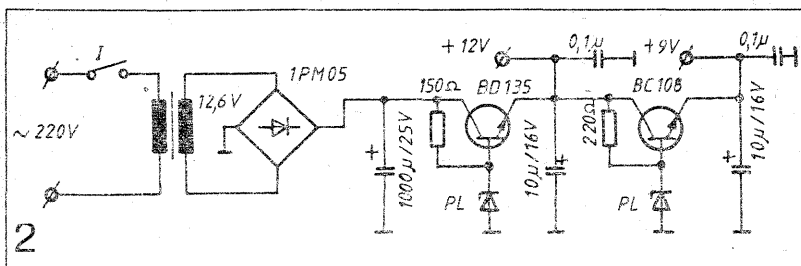 I
~ 220V
12,6V
1PM05
1000µ/25V
150Ω
BD135
+12V
0,1µ
PL
10µ/16V
220Ω
BC108
+9V
0,1µ
PL
10µ/16V
+
+
+
2